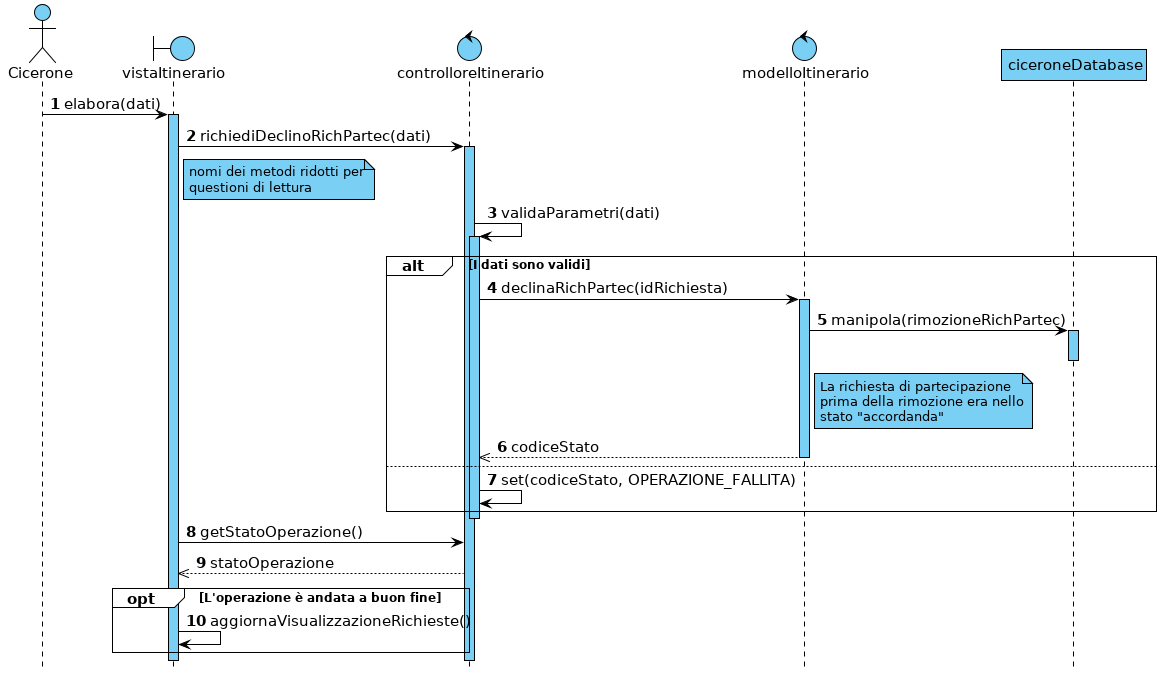 Cicerone
vistaItinerario
controlloreItinerario
modelloItinerario
ciceroneDatabase
1 elabora(dati)
2 richiediDeclinoRichPartec(dati)
nomi dei metodi ridotti per
questioni di lettura
3 validaParametri(dati)
alt [I dati sono validi]
4 declinaRichPartec(idRichiesta)
5 manipola(rimozioneRichPartec)
La richiesta di partecipazione
prima della rimozione era nello
stato "accordanda"
6 codiceStato
7 set(codiceStato, OPERAZIONE_FALLITA)
8 getStatoOperazione()
9 statoOperazione
opt [L'operazione è andata a buon fine]
10 aggiornaVisualizzazioneRichieste()